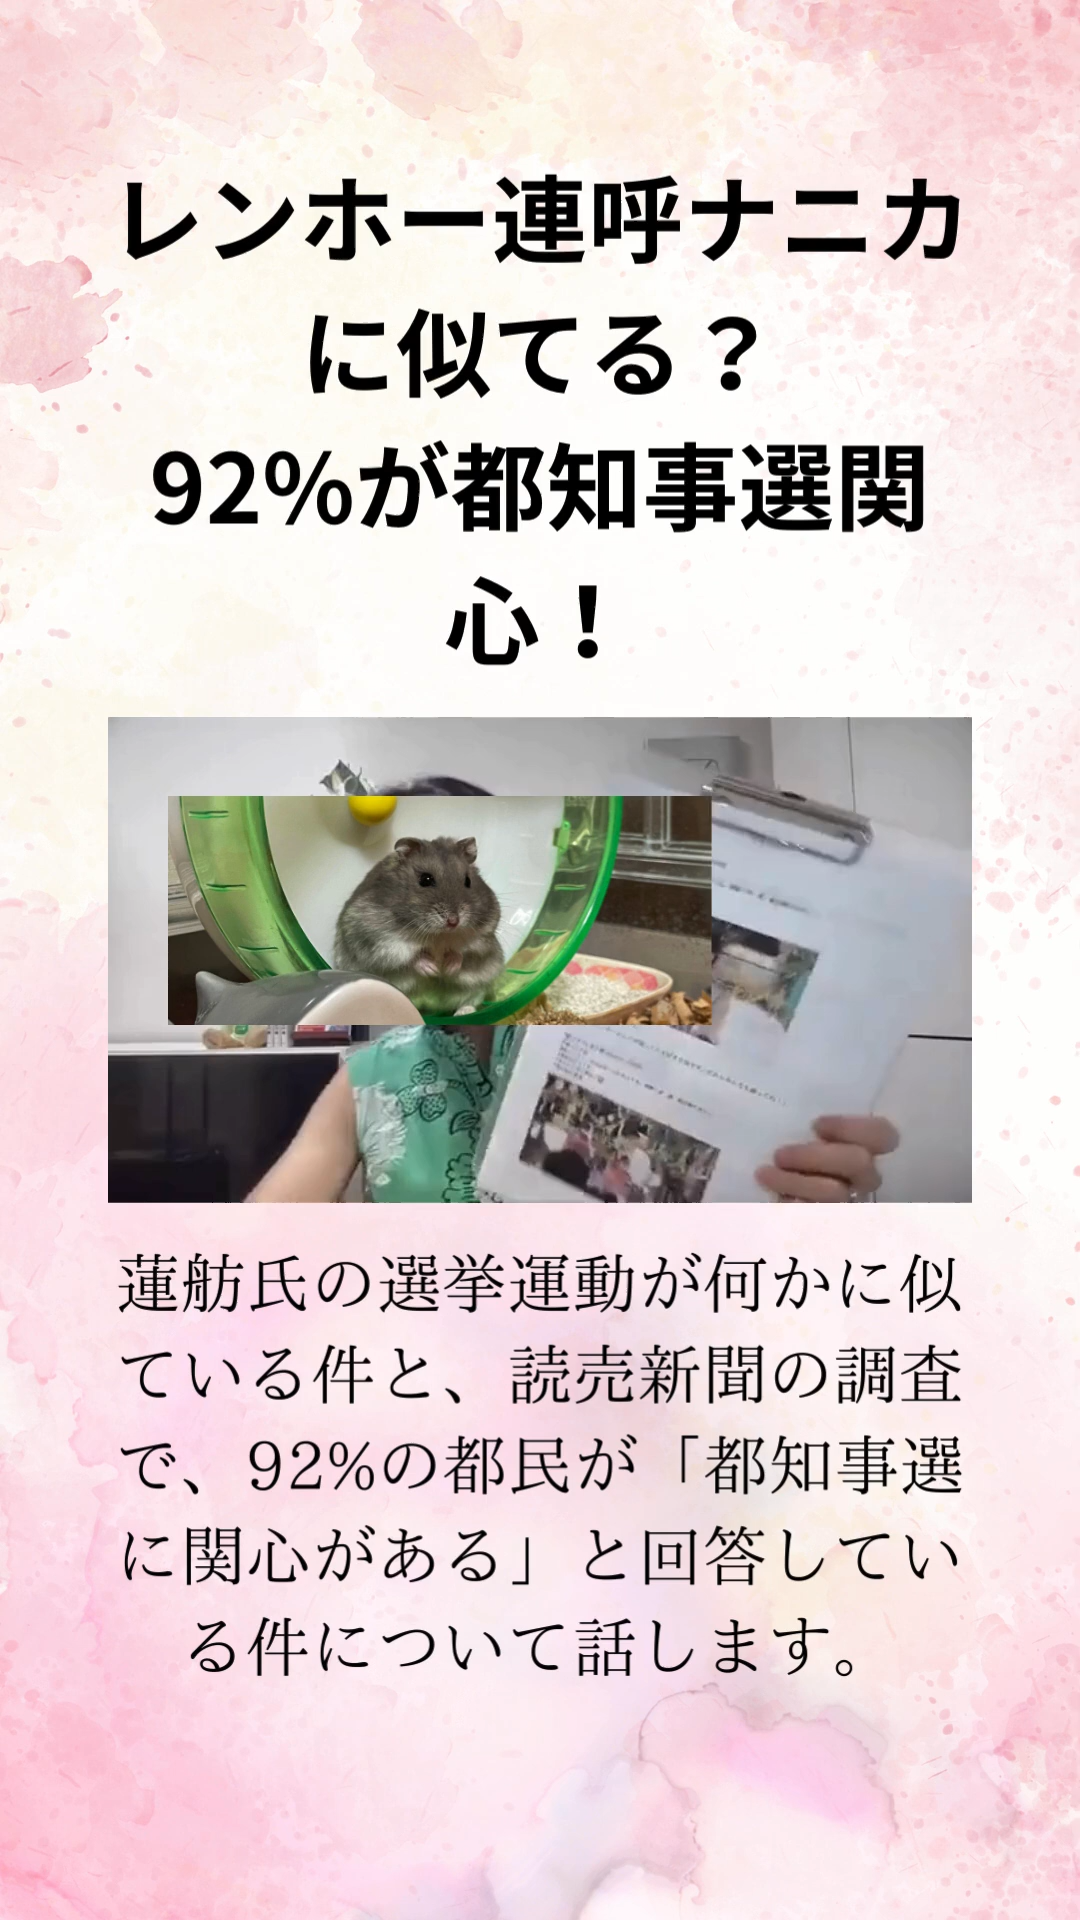 レンホー連呼ナニカ
に似てる？
92%が都知事選関
心！
蓮舫氏の選挙運動が何かに似
ている件と、読売新聞の調査
で、92%の都民が「都知事選
に関心がある」と回答してい
る件について話します。